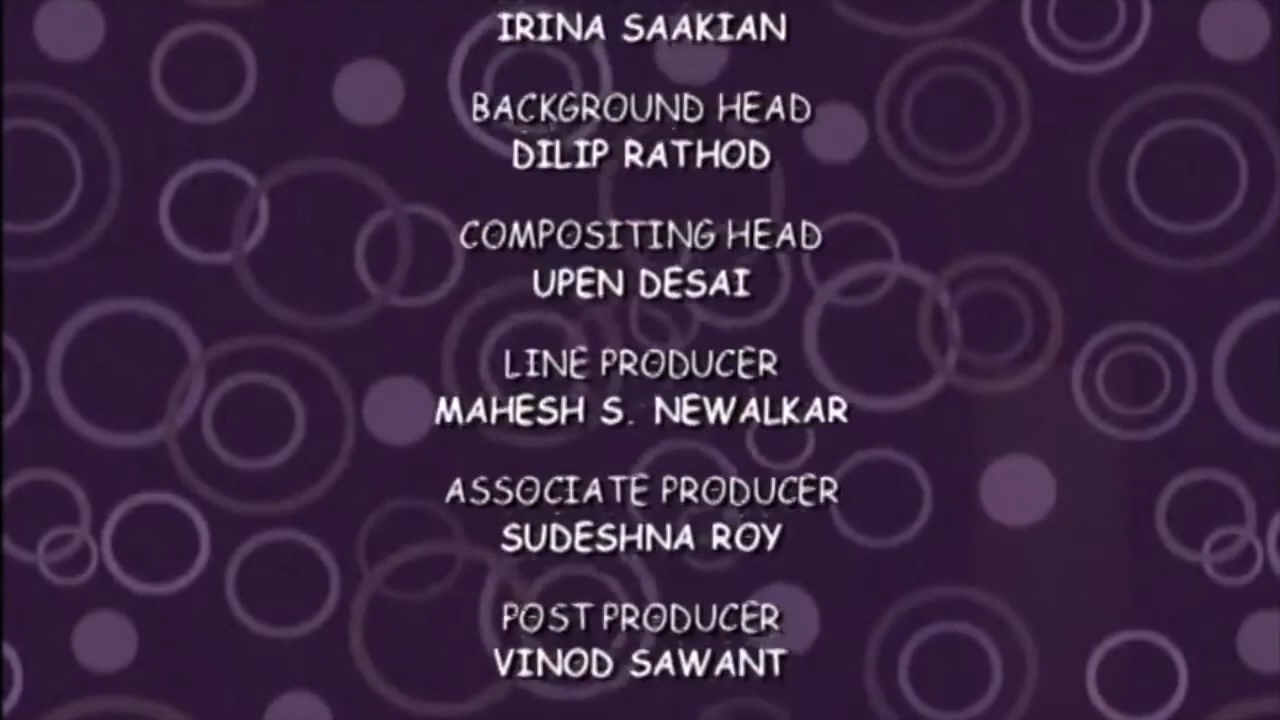 IRINA SAAKIAN
BACKGROUND HEAD
DILIP RATHOD
COMPOSITING HEAD
UPEN DESAI
LINE PRODUCER
MAHESH S. NEWALKAR
ASSOCIATE PRODUCER
SUDESHNA ROY
POST PRODUCER
VINOD SAWANT